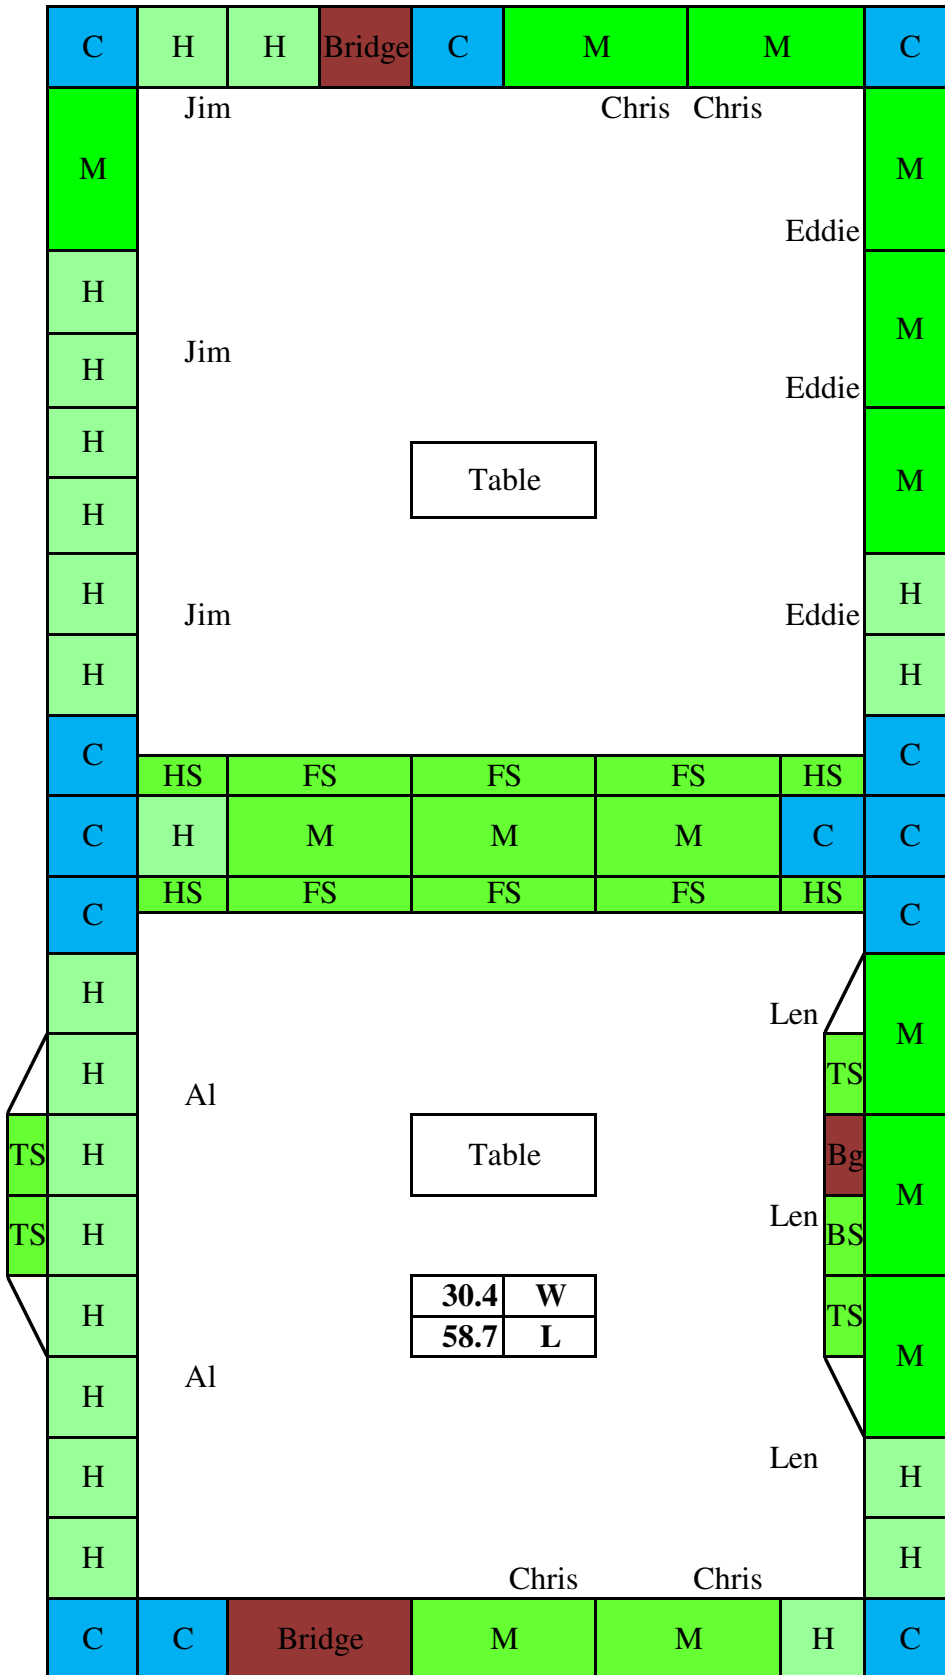 C H H Bridge C M M C
Jim Chris Chris
M M
Eddie
H
Jim M
H Eddie
H
Table M
H
H H
Jim Eddie
H H
C C
HS FS FS FS HS
C H M M M C C
HS FS FS FS HS
C C
H
Len M
H TS
Al
TS H Table Bg
M
TS H Len BS
30.4 W
H TS
58.7 L
M
H
Al
Len
H H
H H
Chris Chris
C C Bridge M M H C